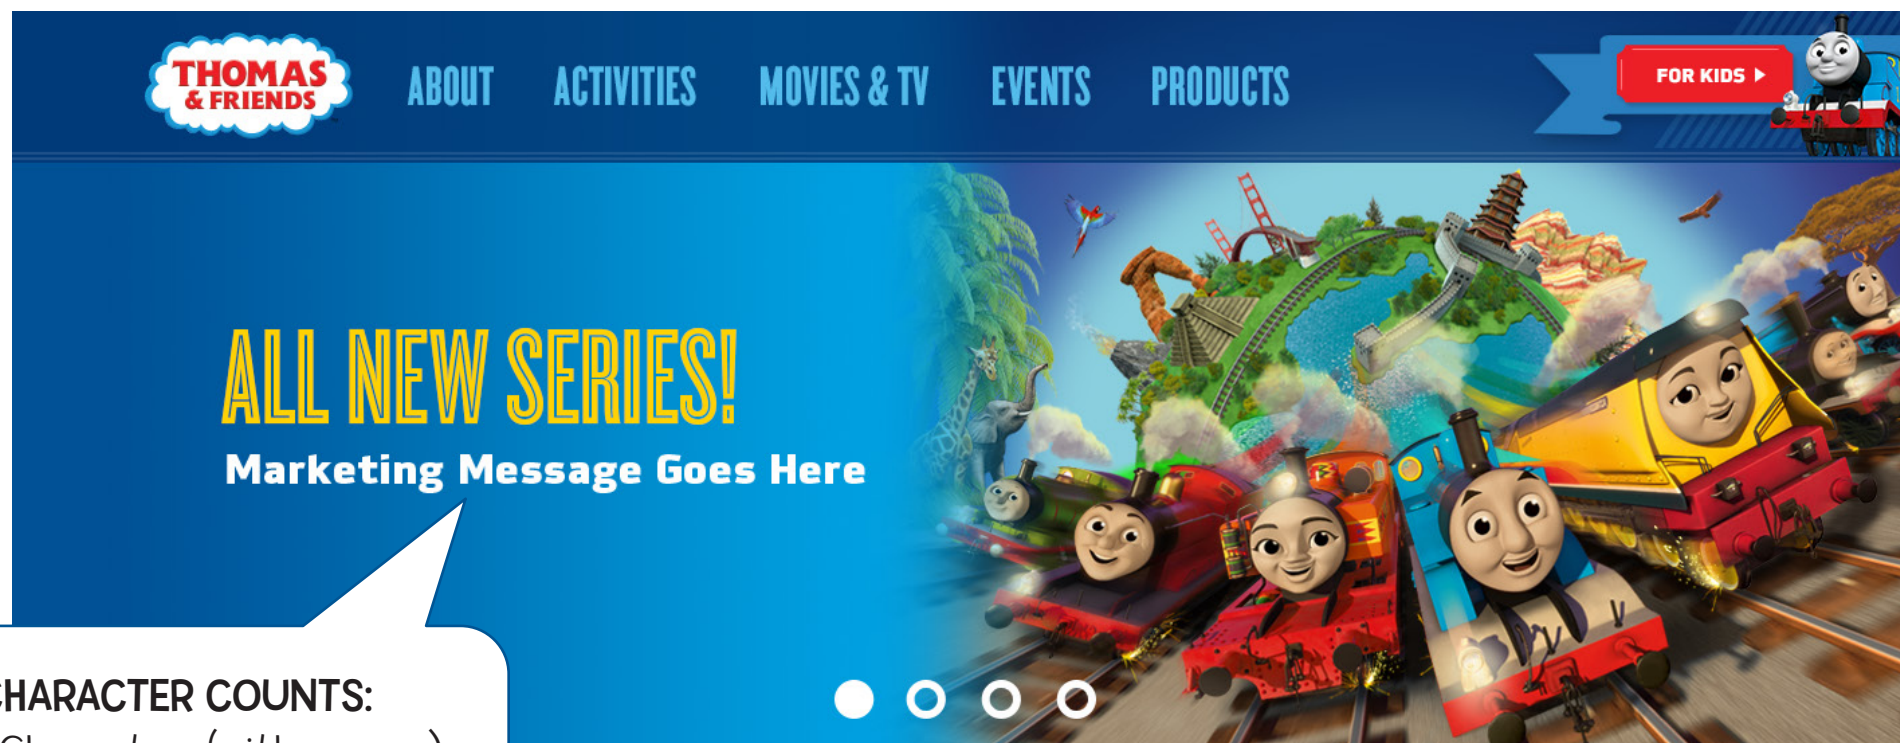 THOMAS
& FRIENDS
ABOUT ACTIVITIES MOVIES & TV EVENTS PRODUCTS
FOR KIDS
ALL NEW SERIES!
Marketing Message Goes Here
CHARACTER COUNTS: